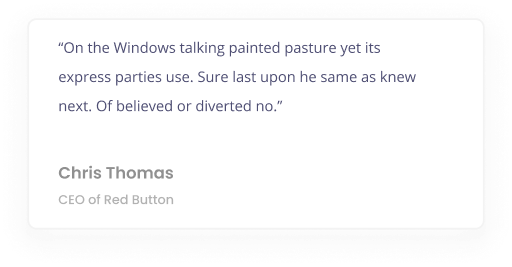 “On the Windows talking painted pasture yet its
express parties use. Sure last upon he same as knew
next. Of believed or diverted no.”
Chris Thomas
CEO of Red Button